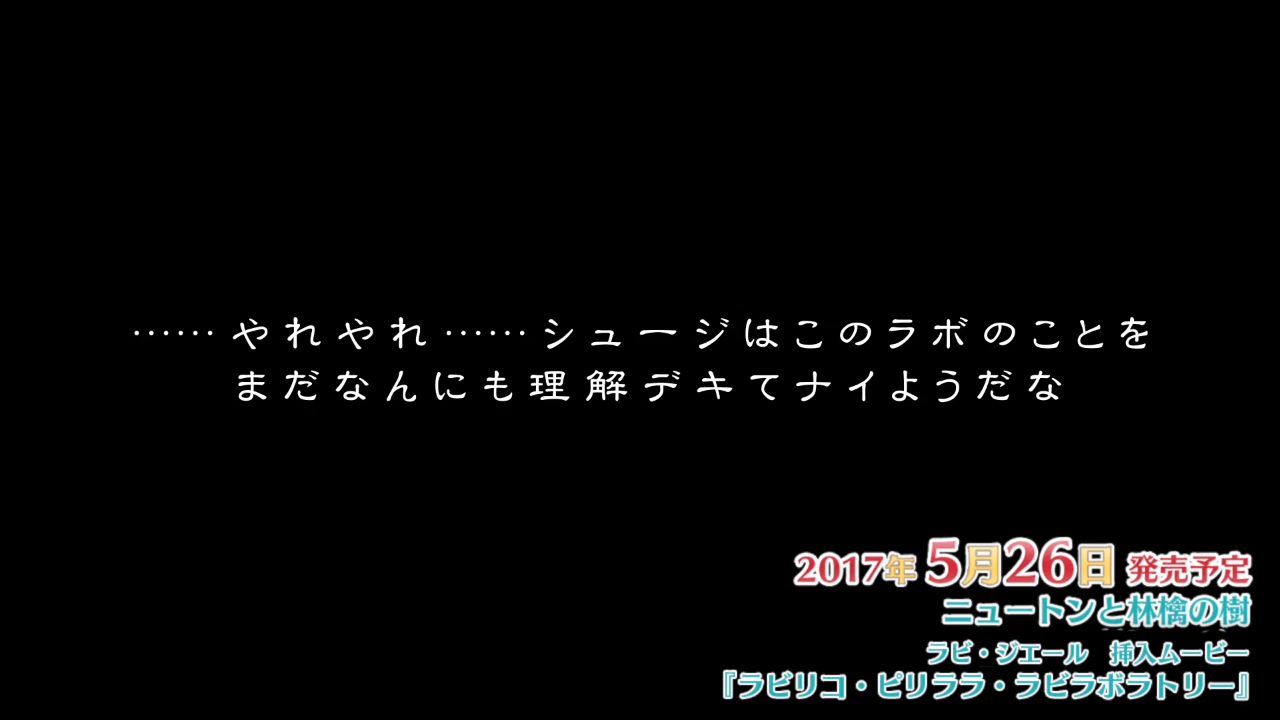 ……やれやれ……シュージはこのラボのことを
まだなんにも理解デキてナイようだな
2017年5月26日 発売予定
ニュートンと林檎の樹
ラビ・ジエール 挿入ムービー
『ラビリコ・ピリララ・ラビラボラトリー』